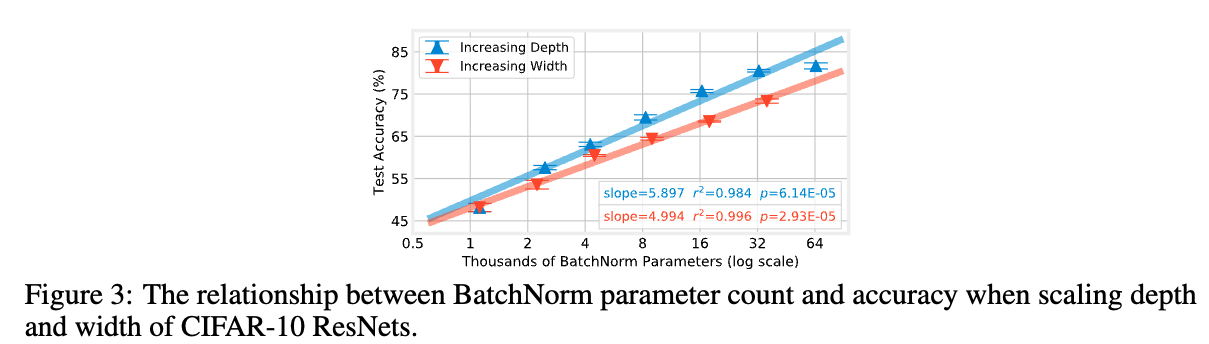 85
75
65
55
45
Test Accuracy (%)
Increasing Depth
Increasing Width
slope=5.897 r²=0.984 p=6.14E-05
slope=4.994 r²=0.996 p=2.93E-05
0.5 1 2 4 8 16 32 64
Thousands of BatchNorm Parameters (log scale)
Figure 3: The relationship between BatchNorm parameter count and accuracy when scaling depth
and width of CIFAR-10 ResNets.